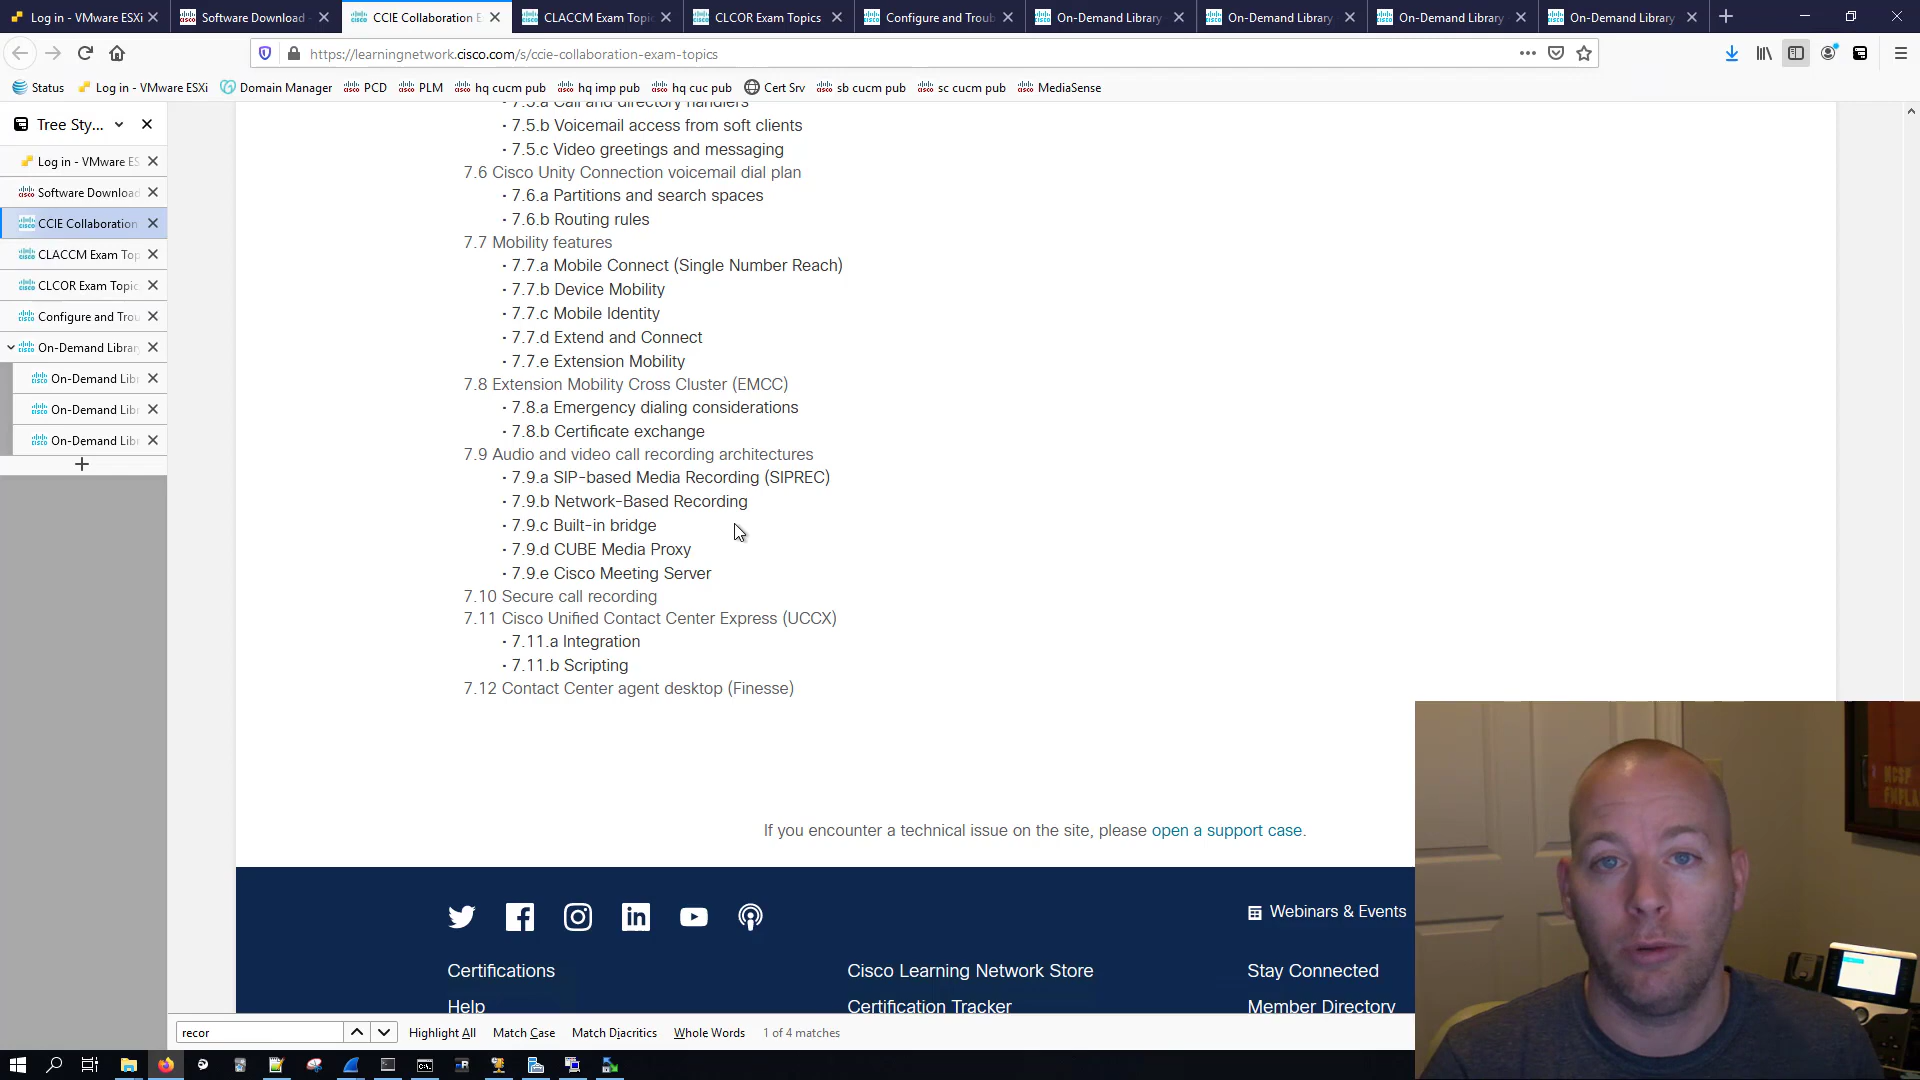 Log in - VMware ESXi
Software Download
CCIE Collaboration E
CLACCM Exam Topic
CLCOR Exam Topics
Configure and Troub
On-Demand Library
On-Demand Library
On-Demand Library
On-Demand Library
https://learningnetwork.cisco.com/s/ccie-collaboration-exam-topics
Status
Log in - VMware ESXi
Domain Manager
PCD
PLM
hq cucm pub
hq imp pub
hq cuc pub
Cert Srv
sb cucm pub
sc cucm pub
MediaSense
Tree Sty...
Log in - VMware ES
Software Download
CCIE Collaboration
CLACCM Exam Top
CLCOR Exam Topic
Configure and Trou
On-Demand Librar
On-Demand Lib
On-Demand Lib
On-Demand Lib
7.5.a Call and directory handlers
7.5.b Voicemail access from soft clients
7.5.c Video greetings and messaging
7.6 Cisco Unity Connection voicemail dial plan
7.6.a Partitions and search spaces
7.6.b Routing rules
7.7 Mobility features
7.7.a Mobile Connect (Single Number Reach)
7.7.b Device Mobility
7.7.c Mobile Identity
7.7.d Extend and Connect
7.7.e Extension Mobility
7.8 Extension Mobility Cross Cluster (EMCC)
7.8.a Emergency dialing considerations
7.8.b Certificate exchange
7.9 Audio and video call recording architectures
7.9.a SIP-based Media Recording (SIPREC)
7.9.b Network-Based Recording
7.9.c Built-in bridge
7.9.d CUBE Media Proxy
7.9.e Cisco Meeting Server
7.10 Secure call recording
7.11 Cisco Unified Contact Center Express (UCCX)
7.11.a Integration
7.11.b Scripting
7.12 Contact Center agent desktop (Finesse)
If you encounter a technical issue on the site, please open a support case.
Webinars & Events
Certifications
Cisco Learning Network Store
Stay Connected
Help
Certification Tracker
Member Directory
recor
Highlight All
Match Case
Match Diacritics
Whole Words
1 of 4 matches